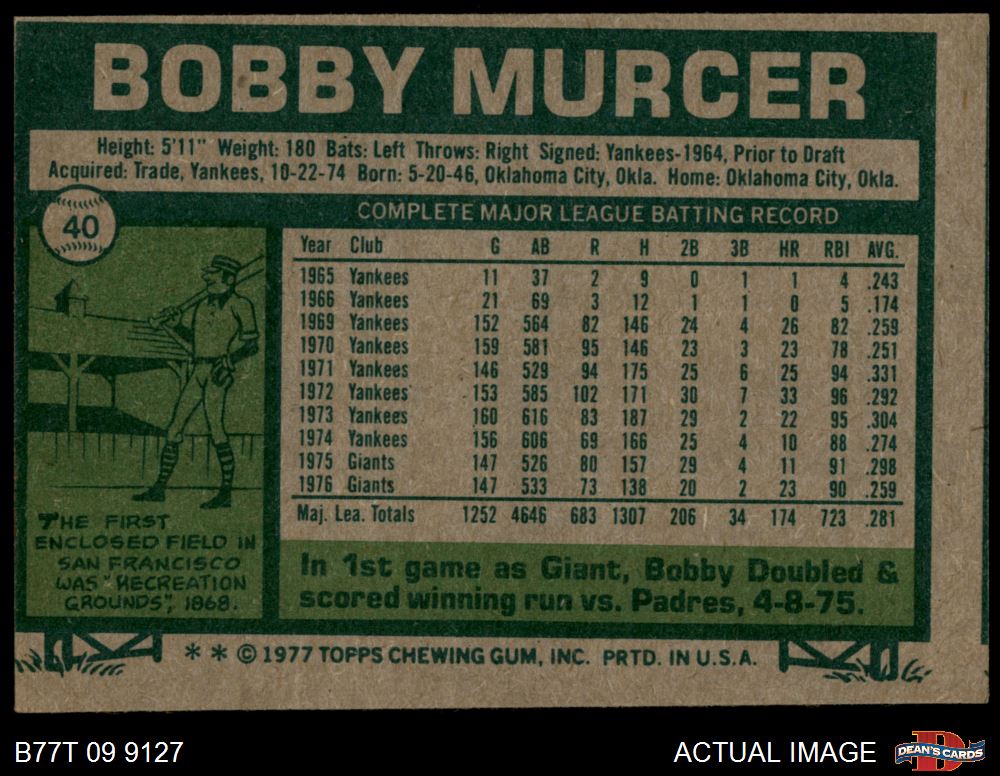 BOBBY MURCER
Height: 5'11" Weight: 180 Bats: Left Throws: Right Signed: Yankees-1964, Prior to Draft
Acquired: Trade, Yankees, 10-22-74 Born: 5-20-46, Oklahoma City, Okla. Home: Oklahoma City, Okla.
40
COMPLETE MAJOR LEAGUE BATTING RECORD
Year Club G AB R H 2B 3B HR RBI AVG.
1965 Yankees 11 37 2 9 0 1 1 4 .243
1966 Yankees 21 69 3 12 1 1 0 5 .174
1969 Yankees 152 564 82 146 24 4 26 82 .259
1970 Yankees 159 581 95 146 23 3 23 78 .251
1971 Yankees 146 529 94 175 25 6 25 94 .331
1972 Yankees 153 585 102 171 30 7 33 96 .292
1973 Yankees 160 616 83 187 29 2 22 95 .304
1974 Yankees 156 606 69 166 25 4 10 88 .274
1975 Giants 147 526 80 157 29 4 11 91 .298
1976 Giants 147 533 73 138 20 2 23 90 .259
Maj. Lea. Totals 1252 4646 683 1307 206 34 174 723 .281
THE FIRST
ENCLOSED FIELD IN
SAN FRANCISCO
WAS "RECREATION
GROUNDS", 1868.
In 1st game as Giant, Bobby Doubled &
scored winning run vs. Padres, 4-8-75.
* * © 1977 TOPPS CHEWING GUM, INC. PRTD. IN U.S.A.
B77T 09 9127
ACTUAL IMAGE
DEAN'S CARDS